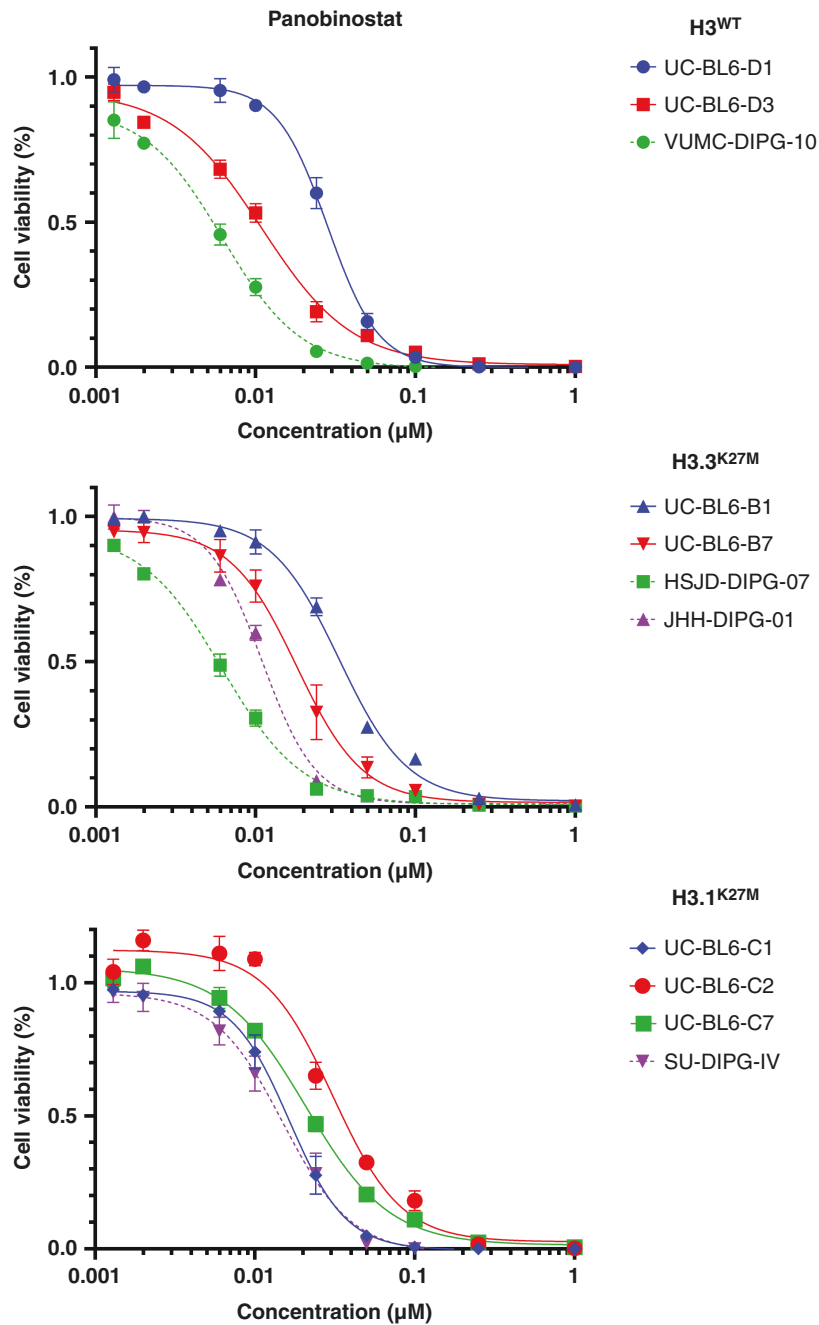 Panobinostat
H3WT
UC-BL6-D1
UC-BL6-D3
VUMC-DIPG-10
Cell viability (%)
1.0
0.5
0.0
0.001 0.01 0.1 1
Concentration (µM)
H3.3K27M
UC-BL6-B1
UC-BL6-B7
HSJD-DIPG-07
JHH-DIPG-01
Cell viability (%)
1.0
0.5
0.0
0.001 0.01 0.1 1
Concentration (µM)
H3.1K27M
UC-BL6-C1
UC-BL6-C2
UC-BL6-C7
SU-DIPG-IV
Cell viability (%)
1.0
0.5
0.0
0.001 0.01 0.1 1
Concentration (µM)